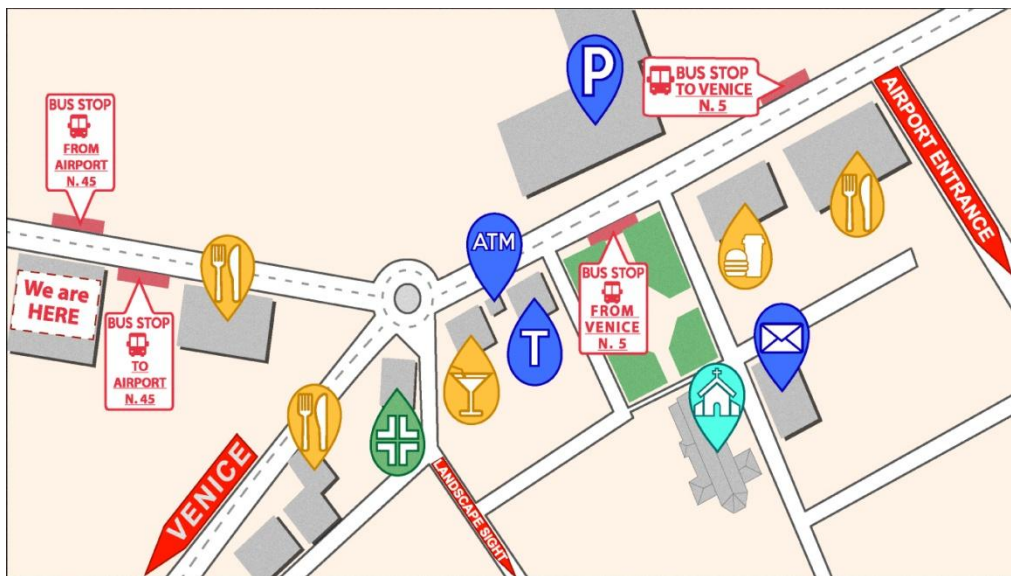 BUS STOP
FROM
AIRPORT
N. 45
We are
HERE
BUS STOP
TO
AIRPORT
N. 45
P
BUS STOP
TO VENICE
N. 5
AIRPORT ENTRANCE
ATM
T
BUS STOP
FROM
VENICE
N. 5
VENICE
LANDSCAPE SIGHT